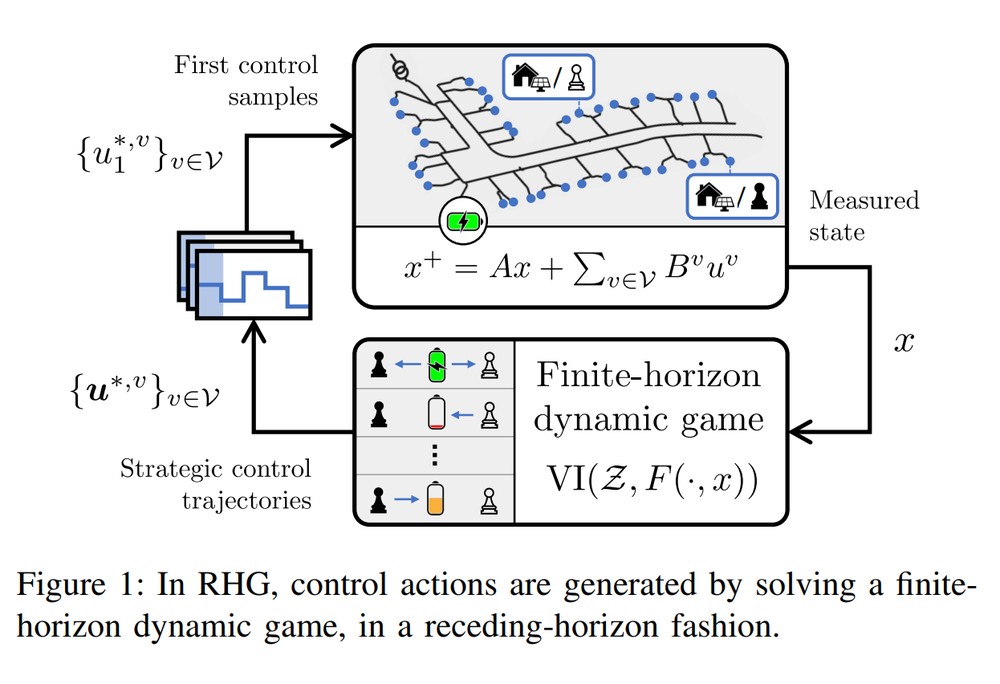 First control
samples
{u₁^{*,v}}_{v∈𝒱}
/
/
Measured
state
x⁺ = Ax + ∑_{v∈𝒱} B^v u^v
x
{𝒖^{*,v}}_{v∈𝒱}
Finite-horizon
dynamic game
VI(𝒵, F(·, x))
⋮
Strategic control
trajectories
Figure 1: In RHG, control actions are generated by solving a finite-
horizon dynamic game, in a receding-horizon fashion.